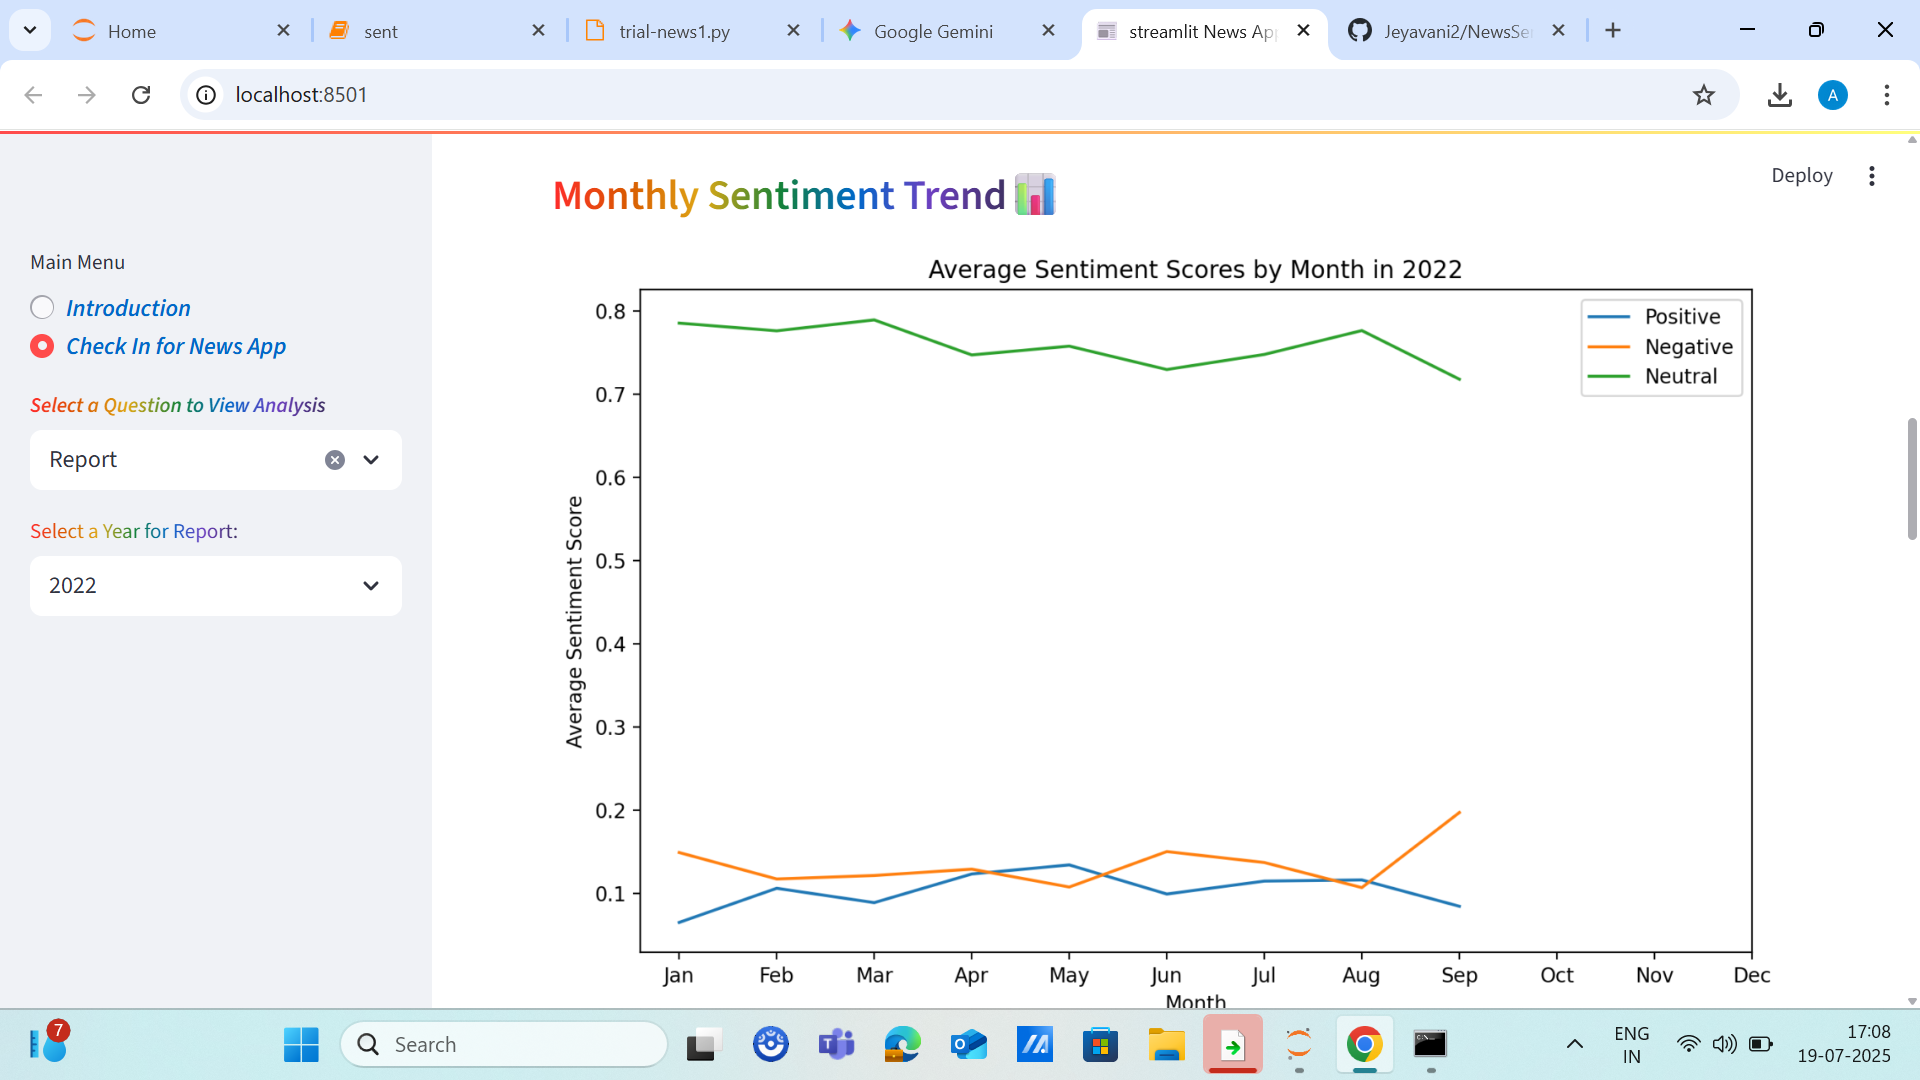 Home
sent
trial-news1.py
Google Gemini
streamlit News Ap
Jeyavani2/NewsSe
localhost:8501
A
Deploy
Main Menu
Introduction
Check In for News App
Select a Question to View Analysis
Report
Select a Year for Report:
2022
Monthly Sentiment Trend
Average Sentiment Scores by Month in 2022
Positive
Negative
Neutral
Average Sentiment Score
0.8
0.7
0.6
0.5
0.4
0.3
0.2
0.1
Jan Feb Mar Apr May Jun Jul Aug Sep Oct Nov Dec
Month
7
Search
ENG
IN
17:08
19-07-2025